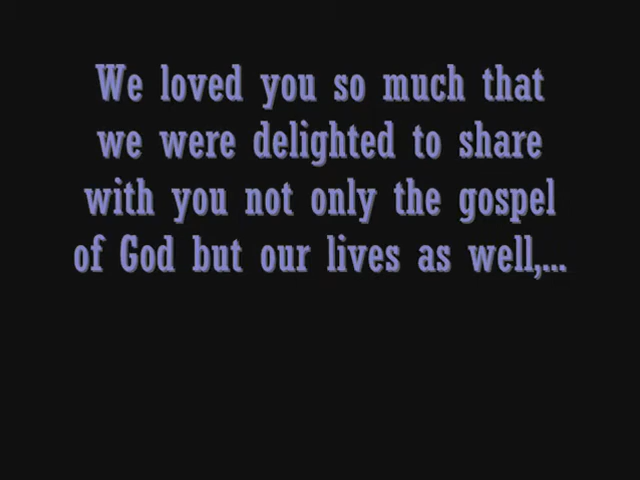 We loved you so much that
we were delighted to share
with you not only the gospel
of God but our lives as well,...